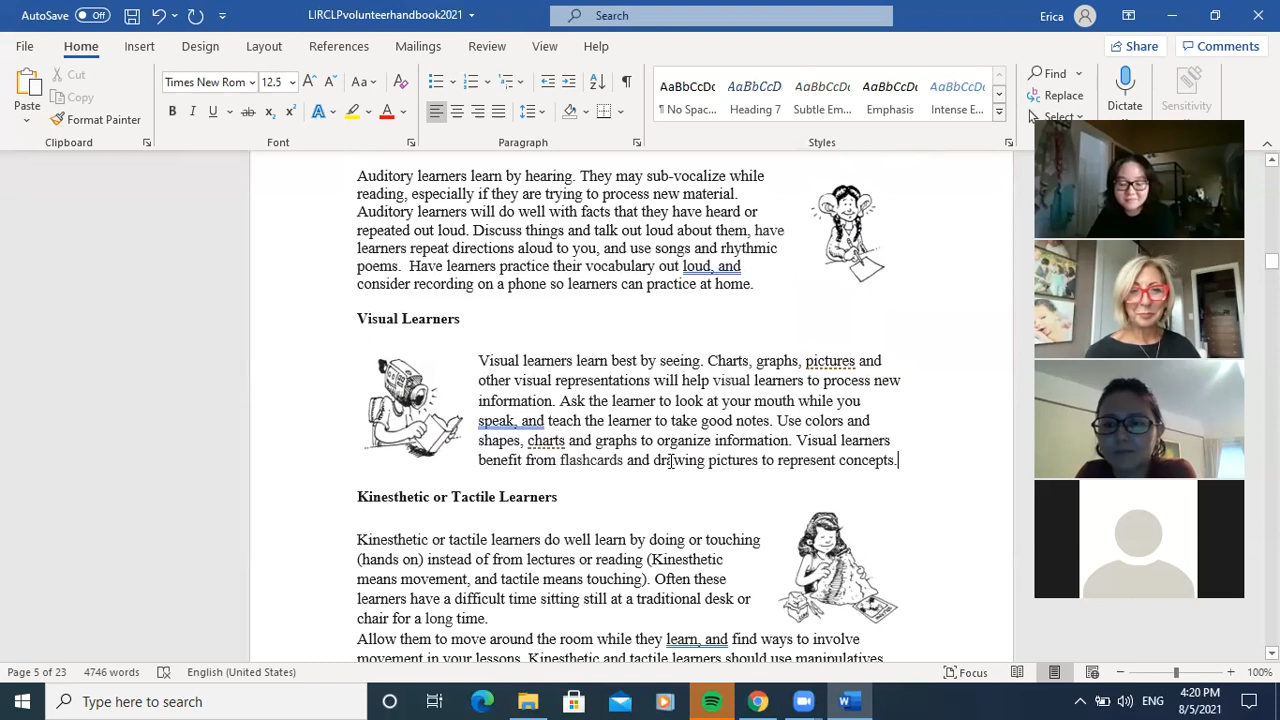 AutoSave Off LIRCLPvolunteerhandbook2021 Search Erica
File Home Insert Design Layout References Mailings Review View Help Share Comments
Paste Cut Copy Format Painter
Clipboard
Times New Rom 12.5
Font
Paragraph
AaBbCcDc AaBbCcD AaBbCcDc AaBbCcDc AaBbCcDc
¶ No Spac... Heading 7 Subtle Em... Emphasis Intense E...
Styles
Find Replace Select
Dictate Sensitivity
Auditory learners learn by hearing. They may sub-vocalize while
reading, especially if they are trying to process new material.
Auditory learners will do well with facts that they have heard or
repeated out loud. Discuss things and talk out loud about them, have
learners repeat directions aloud to you, and use songs and rhythmic
poems. Have learners practice their vocabulary out loud, and
consider recording on a phone so learners can practice at home.
Visual Learners
Visual learners learn best by seeing. Charts, graphs, pictures and
other visual representations will help visual learners to process new
information. Ask the learner to look at your mouth while you
speak, and teach the learner to take good notes. Use colors and
shapes, charts and graphs to organize information. Visual learners
benefit from flashcards and drawing pictures to represent concepts.
Kinesthetic or Tactile Learners
Kinesthetic or tactile learners do well learn by doing or touching
(hands on) instead of from lectures or reading (Kinesthetic
means movement, and tactile means touching). Often these
learners have a difficult time sitting still at a traditional desk or
chair for a long time.
Allow them to move around the room while they learn, and find ways to involve
movement in your lessons. Kinesthetic and tactile learners should use manipulatives
Page 5 of 23 4746 words English (United States) Focus 100%
Type here to search ENG 4:20 PM
8/5/2021